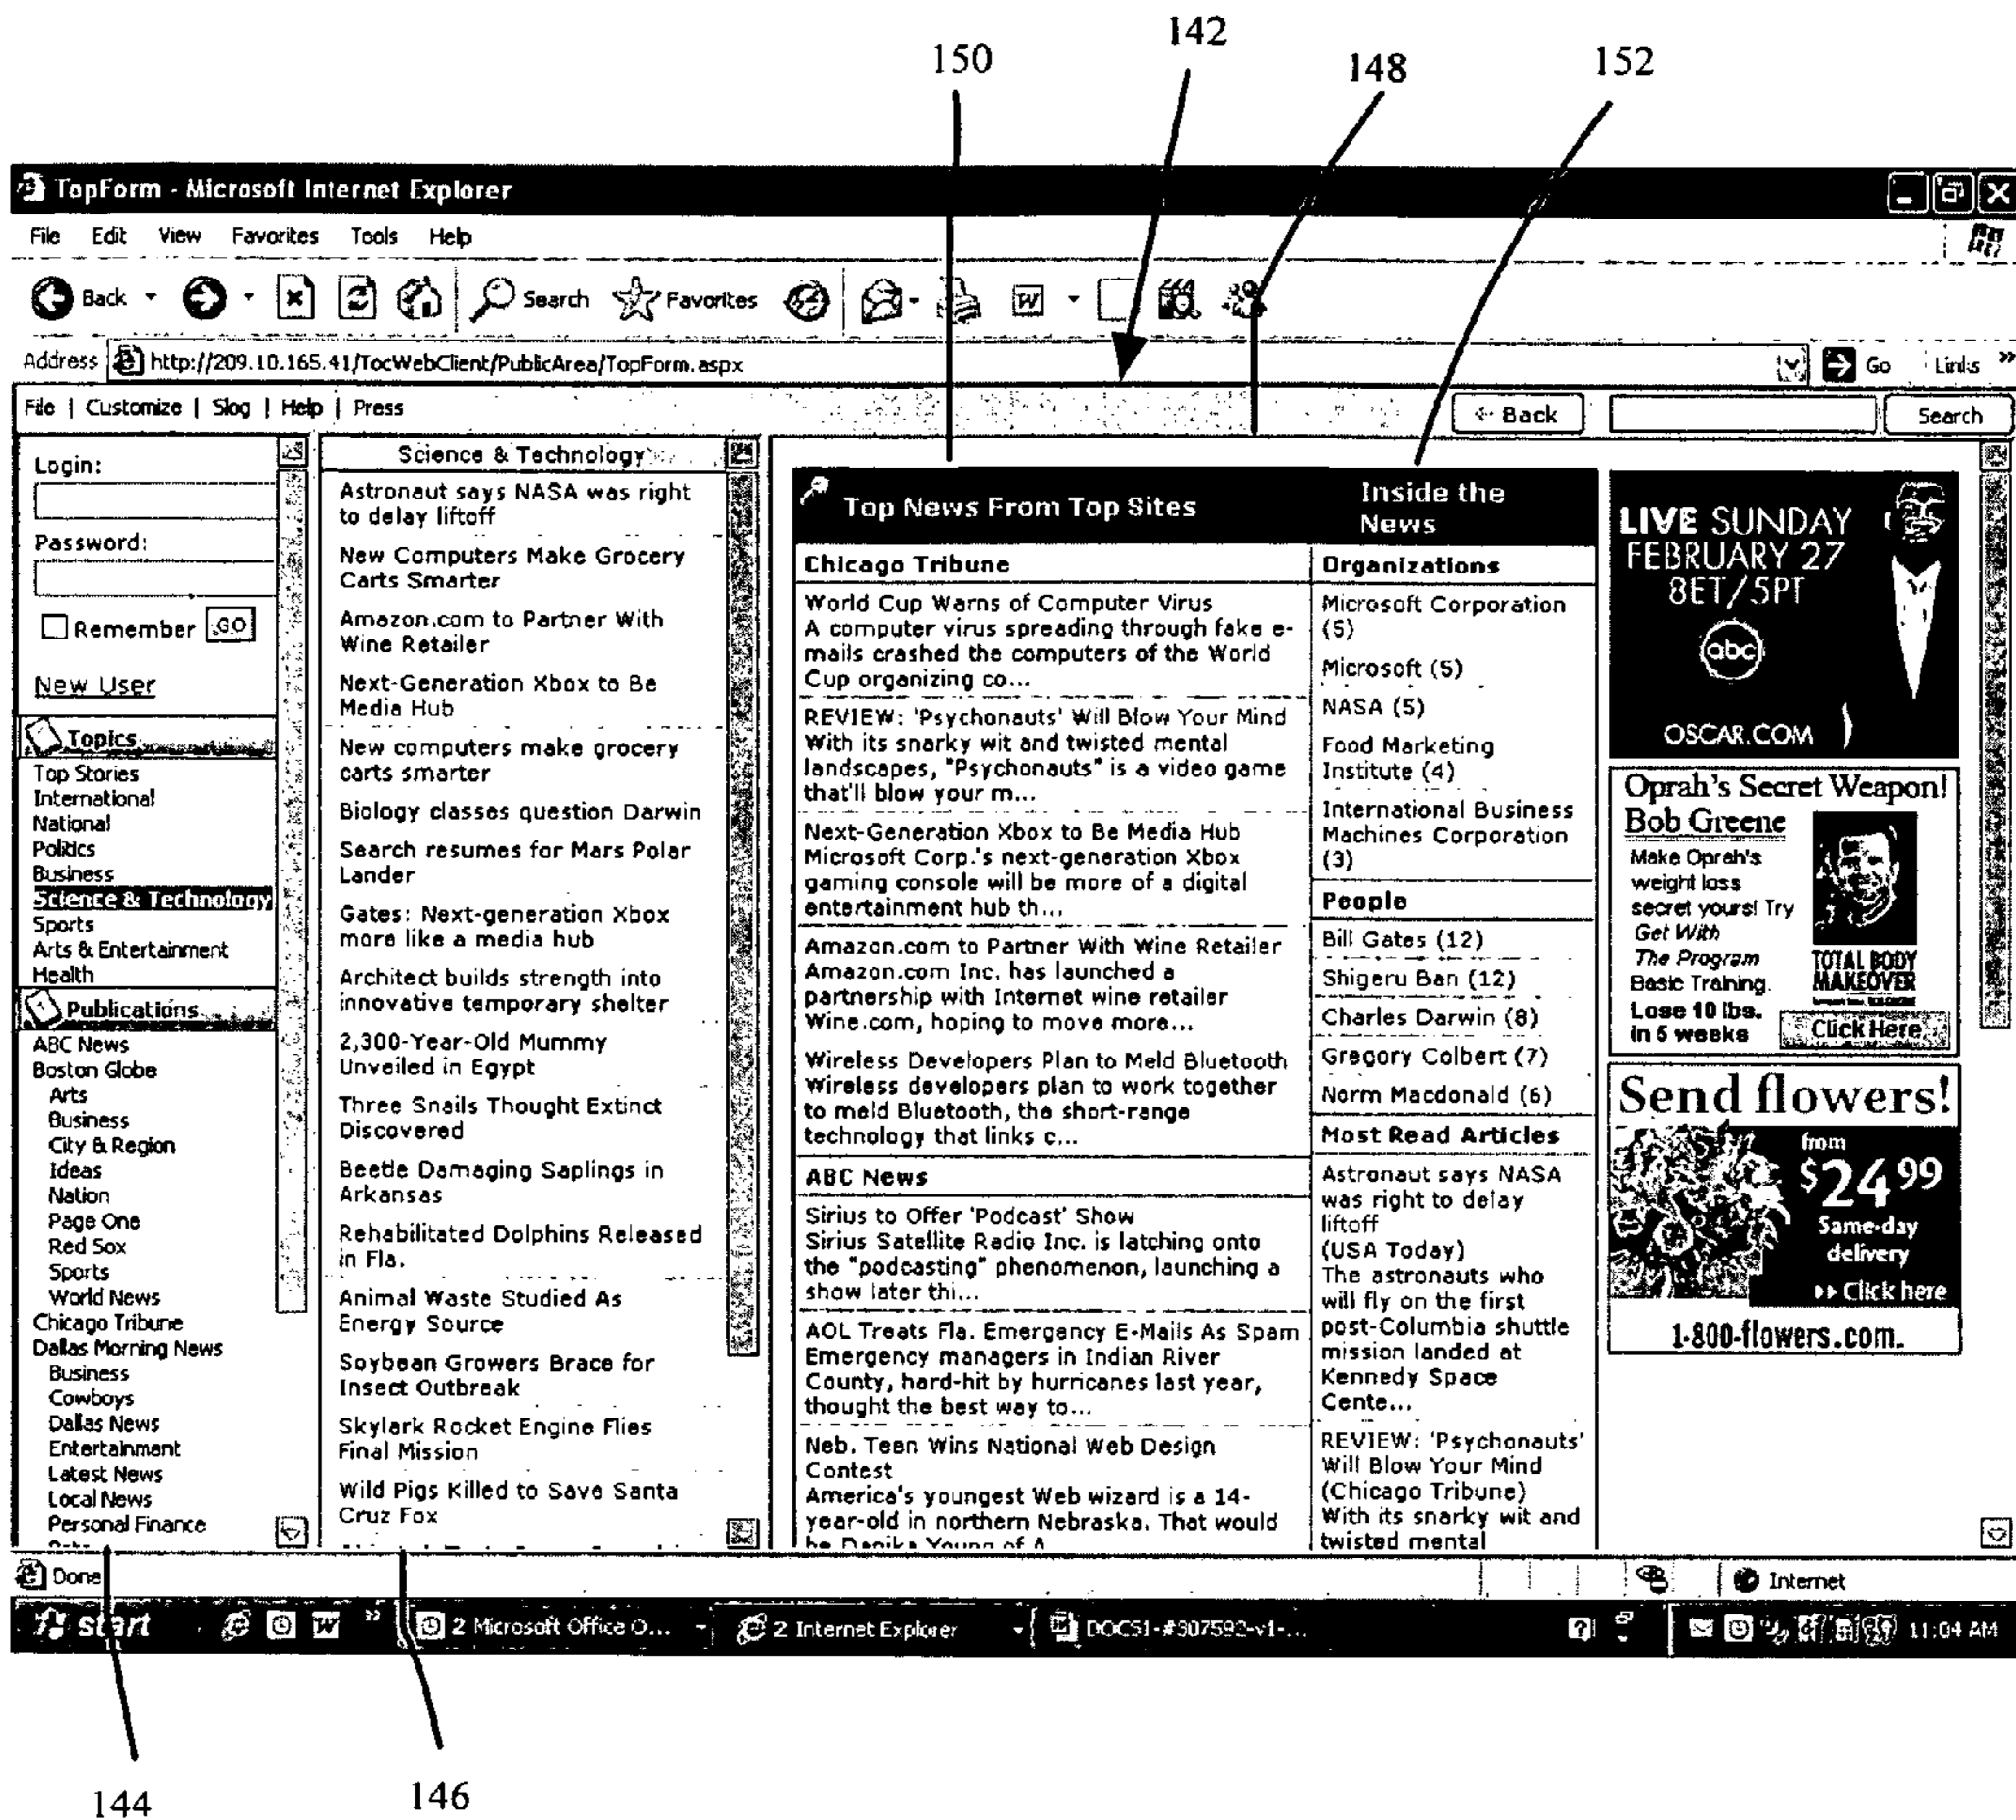 150
142
148
152
TopForm - Microsoft Internet Explorer
File Edit View Favorites Tools Help
Back Search Favorites
Address http://209.10.165.41/TocWebClient/PublicArea/TopForm.aspx Go Links »
File | Customize | Slog | Help | Press Back Search
Login:
Password:
Remember GO
New User
Topics
Top Stories
International
National
Politics
Business
Science & Technology
Sports
Arts & Entertainment
Health
Publications
ABC News
Boston Globe
Arts
Business
City & Region
Ideas
Nation
Page One
Red Sox
Sports
World News
Chicago Tribune
Dallas Morning News
Business
Cowboys
Dallas News
Entertainment
Latest News
Local News
Personal Finance
Science & Technology
Astronaut says NASA was right
to delay liftoff
New Computers Make Grocery
Carts Smarter
Amazon.com to Partner With
Wine Retailer
Next-Generation Xbox to Be
Media Hub
New computers make grocery
carts smarter
Biology classes question Darwin
Search resumes for Mars Polar
Lander
Gates: Next-generation Xbox
more like a media hub
Architect builds strength into
innovative temporary shelter
2,300-Year-Old Mummy
Unveiled in Egypt
Three Snails Thought Extinct
Discovered
Beetle Damaging Saplings in
Arkansas
Rehabilitated Dolphins Released
in Fla.
Animal Waste Studied As
Energy Source
Soybean Growers Brace for
Insect Outbreak
Skylark Rocket Engine Flies
Final Mission
Wild Pigs Killed to Save Santa
Cruz Fox
Top News From Top Sites
Chicago Tribune
World Cup Warns of Computer Virus
A computer virus spreading through fake e-
mails crashed the computers of the World
Cup organizing co...
REVIEW: 'Psychonauts' Will Blow Your Mind
With its snarky wit and twisted mental
landscapes, "Psychonauts" is a video game
that'll blow your m...
Next-Generation Xbox to Be Media Hub
Microsoft Corp.'s next-generation Xbox
gaming console will be more of a digital
entertainment hub th...
Amazon.com to Partner With Wine Retailer
Amazon.com Inc. has launched a
partnership with Internet wine retailer
Wine.com, hoping to move more...
Wireless Developers Plan to Meld Bluetooth
Wireless developers plan to work together
to meld Bluetooth, the short-range
technology that links c...
ABC News
Sirius to Offer 'Podcast' Show
Sirius Satellite Radio Inc. is latching onto
the "podcasting" phenomenon, launching a
show later thi...
AOL Treats Fla. Emergency E-Mails As Spam
Emergency managers in Indian River
County, hard-hit by hurricanes last year,
thought the best way to...
Neb. Teen Wins National Web Design
Contest
America's youngest Web wizard is a 14-
year-old in northern Nebraska. That would
be Danika Young of A
Inside the
News
Organizations
Microsoft Corporation
(5)
Microsoft (5)
NASA (5)
Food Marketing
Institute (4)
International Business
Machines Corporation
(3)
People
Bill Gates (12)
Shigeru Ban (12)
Charles Darwin (8)
Gregory Colbert (7)
Norm Macdonald (6)
Most Read Articles
Astronaut says NASA
was right to delay
liftoff
(USA Today)
The astronauts who
will fly on the first
post-Columbia shuttle
mission landed at
Kennedy Space
Cente...
REVIEW: 'Psychonauts'
Will Blow Your Mind
(Chicago Tribune)
With its snarky wit and
twisted mental
LIVE SUNDAY
FEBRUARY 27
8ET/5PT
abc
OSCAR.COM
Oprah's Secret Weapon!
Bob Greene
Make Oprah's
weight loss
secret yours! Try
Get With
The Program
Basic Training.
Lose 10 lbs.
in 5 weeks
TOTAL BODY
MAKEOVER
Click Here
Send flowers!
from
$24.99
Same-day
delivery
Click here
1-800-flowers.com.
Done Internet
start W » 2 Microsoft Office O... 2 Internet Explorer DOCS1-#307592-v1-... 11:04 AM
144
146